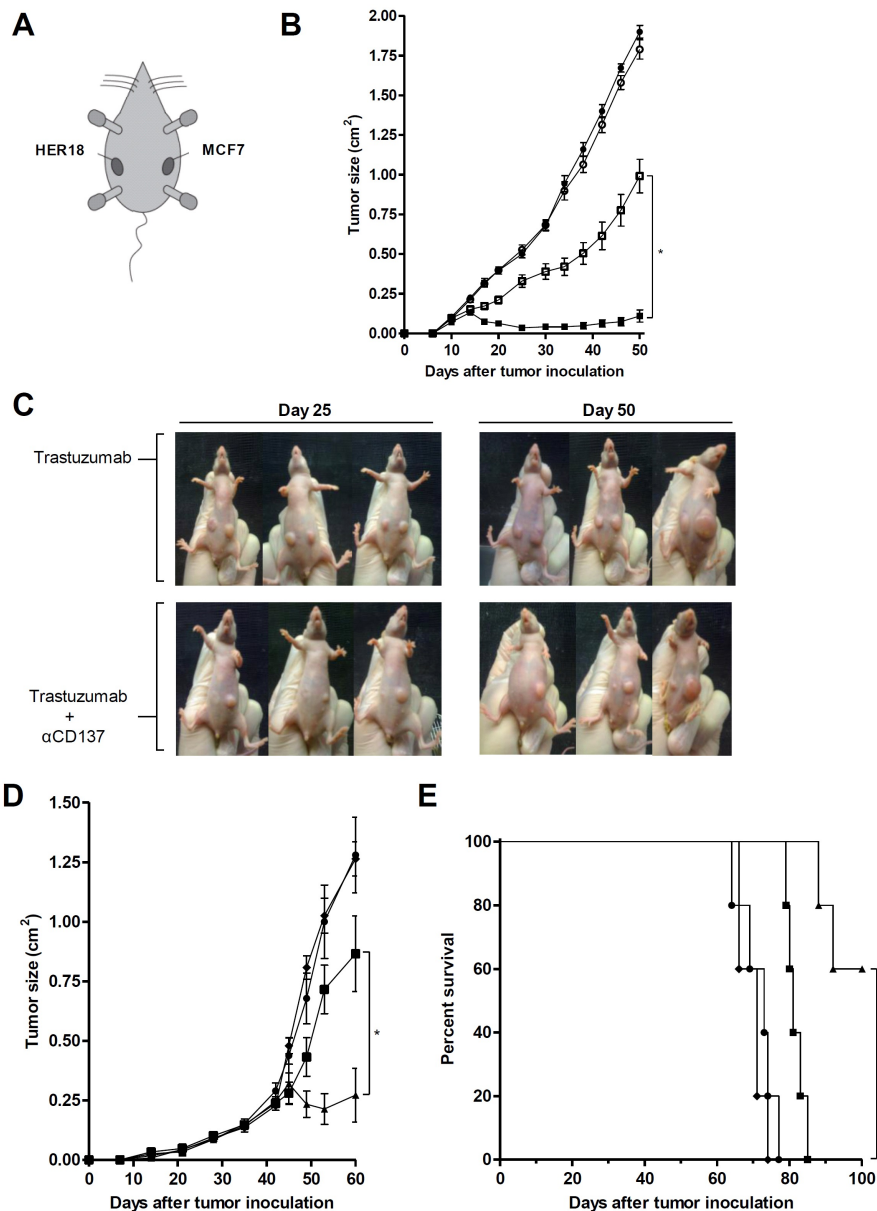 A
HER18
MCF7
B
Tumor size (cm²)
2.00
1.75
1.50
1.25
1.00
0.75
0.50
0.25
0.00
*
0 10 20 30 40 50
Days after tumor inoculation
C
Day 25
Day 50
Trastuzumab
Trastuzumab
+
αCD137
D
Tumor size (cm²)
1.50
1.25
1.00
0.75
0.50
0.25
0.00
*
0 10 20 30 40 50 60
Days after tumor inoculation
E
Percent survival
100
80
60
40
20
0
0 20 40 60 80 100
Days after tumor inoculation